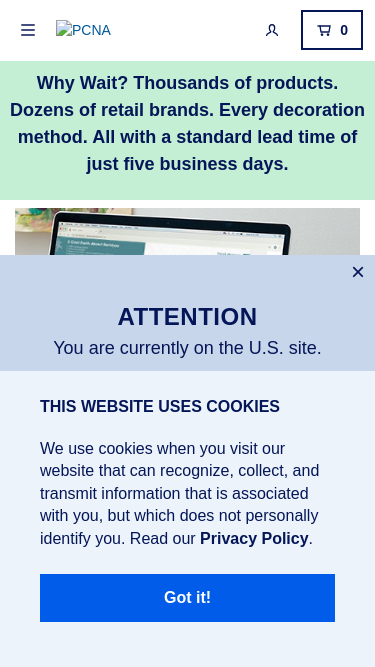 PCNA
0
Why Wait? Thousands of products.
Dozens of retail brands. Every decoration
method. All with a standard lead time of
just five business days.
ATTENTION
You are currently on the U.S. site.
THIS WEBSITE USES COOKIES
We use cookies when you visit our
website that can recognize, collect, and
transmit information that is associated
with you, but which does not personally
identify you. Read our Privacy Policy.
Got it!